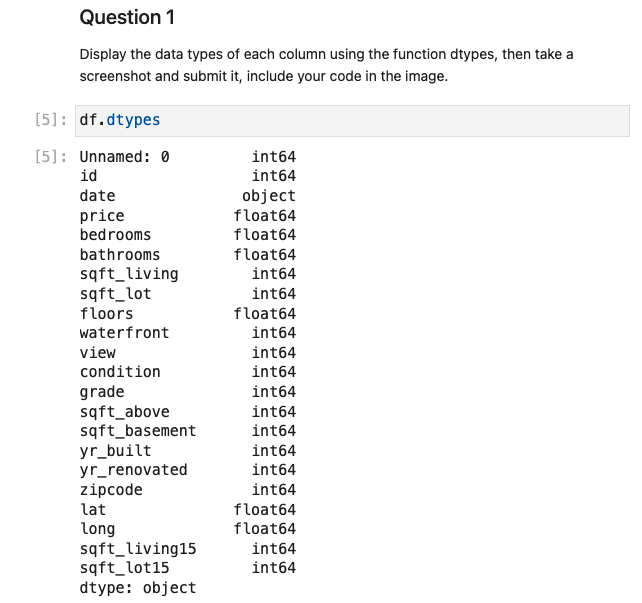 Question 1
Display the data types of each column using the function dtypes, then take a
screenshot and submit it, include your code in the image.
[5]: df.dtypes
[5]: Unnamed: 0 int64
id int64
date object
price float64
bedrooms float64
bathrooms float64
sqft_living int64
sqft_lot int64
floors float64
waterfront int64
view int64
condition int64
grade int64
sqft_above int64
sqft_basement int64
yr_built int64
yr_renovated int64
zipcode int64
lat float64
long float64
sqft_living15 int64
sqft_lot15 int64
dtype: object